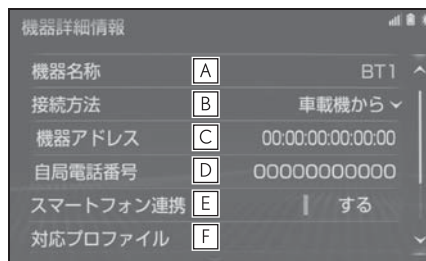 機器詳細情報
機器名称 A BT1
接続方法 B 車載機から
機器アドレス C 00:00:00:00:00:00
自局電話番号 D 00000000000
スマートフォン連携 E する
対応プロファイル F